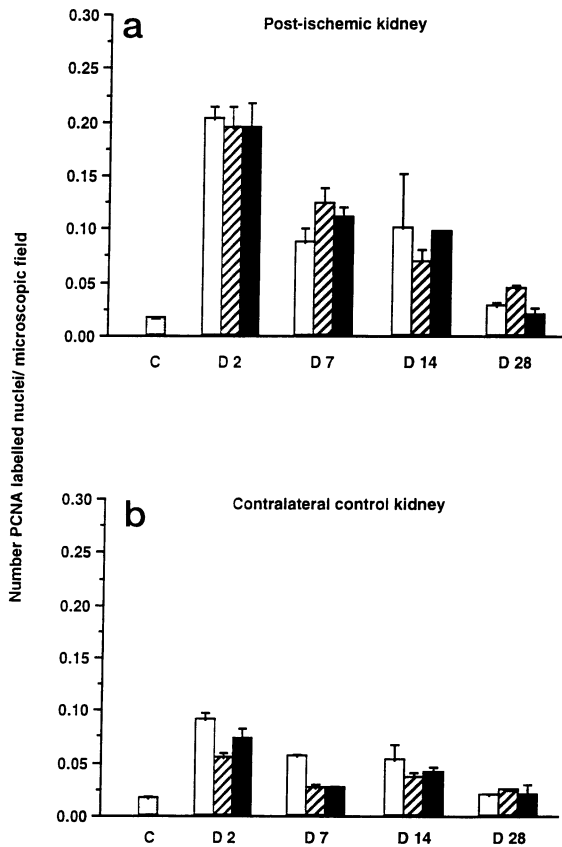 a
Post-ischemic kidney
0.30
0.25
0.20
0.15
0.10
0.05
0.00
C D 2 D 7 D 14 D 28
Number PCNA labelled nuclei/ microscopic field
b
Contralateral control kidney
0.30
0.25
0.20
0.15
0.10
0.05
0.00
C D 2 D 7 D 14 D 28